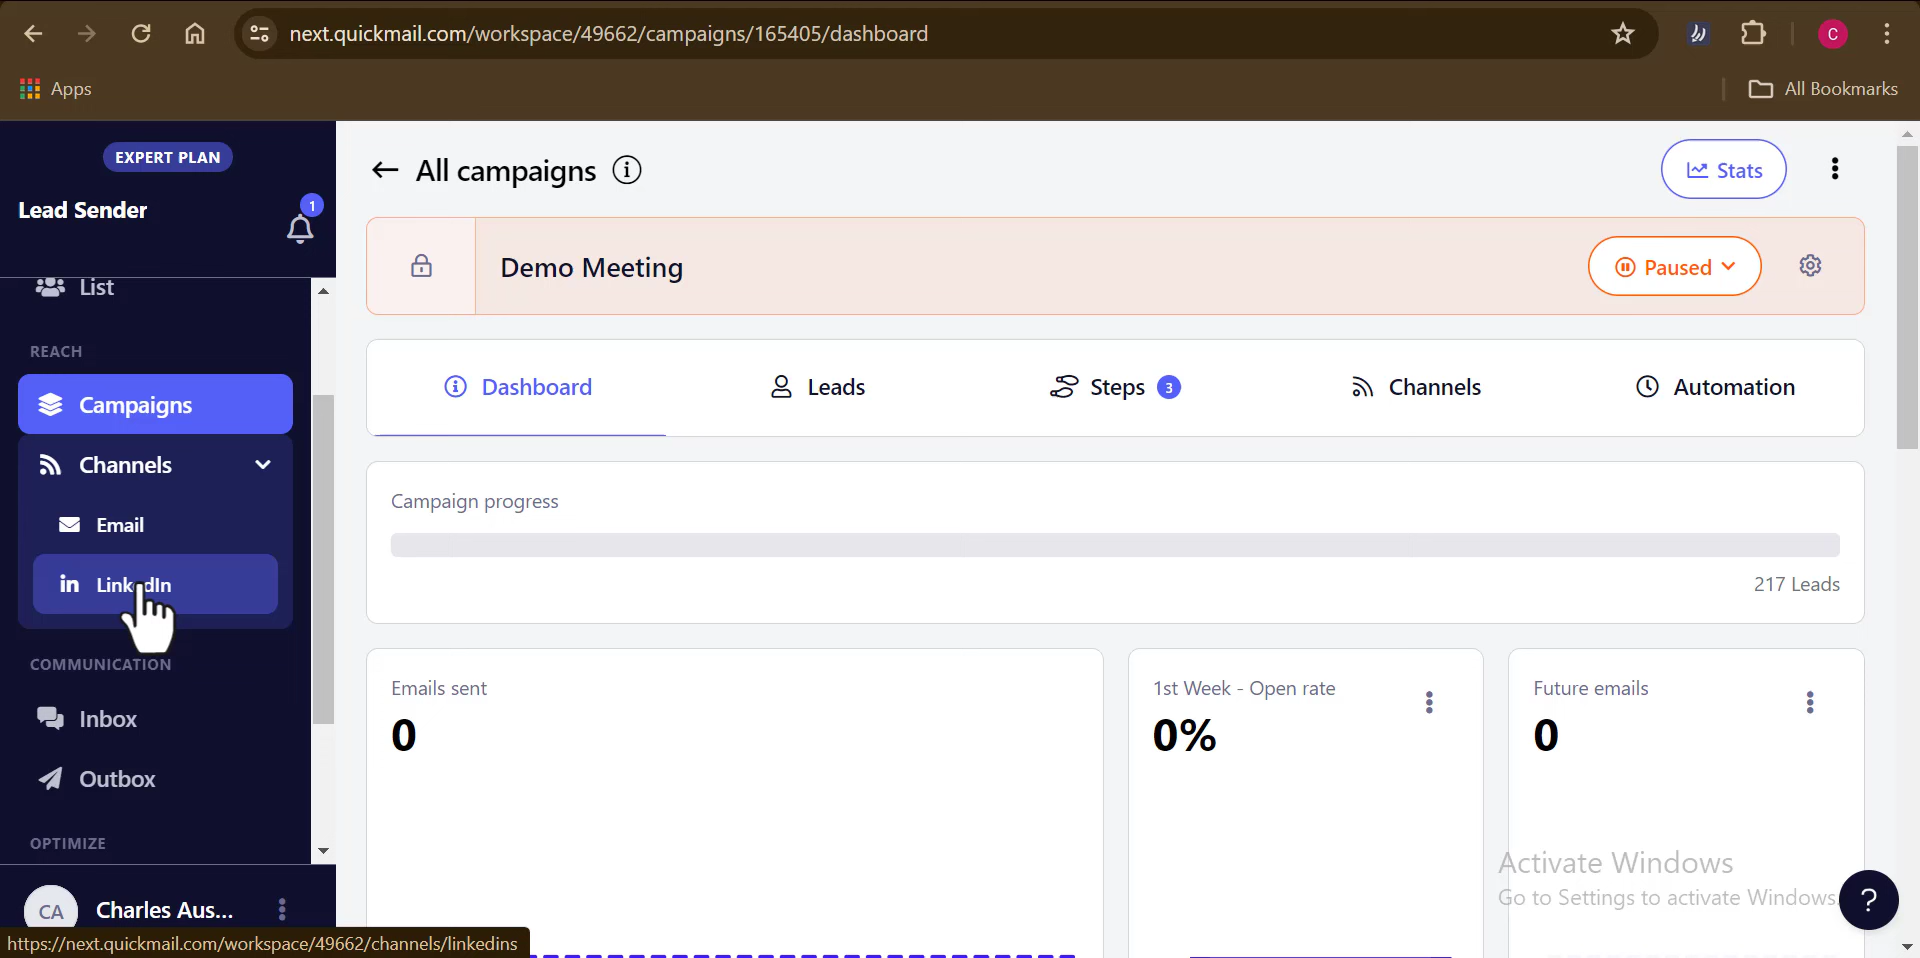 next.quickmail.com/workspace/49662/campaigns/165405/dashboard
C
Apps
All Bookmarks
EXPERT PLAN
Lead Sender
1
List
REACH
Campaigns
Channels
Email
in LinkedIn
COMMUNICATION
Inbox
Outbox
OPTIMIZE
CA Charles Aus...
https://next.quickmail.com/workspace/49662/channels/linkedins
All campaigns
Stats
Demo Meeting
Paused
Dashboard
Leads
Steps 3
Channels
Automation
Campaign progress
217 Leads
Emails sent
0
1st Week - Open rate
0%
Future emails
0
Activate Windows
Go to Settings to activate Windows.
?